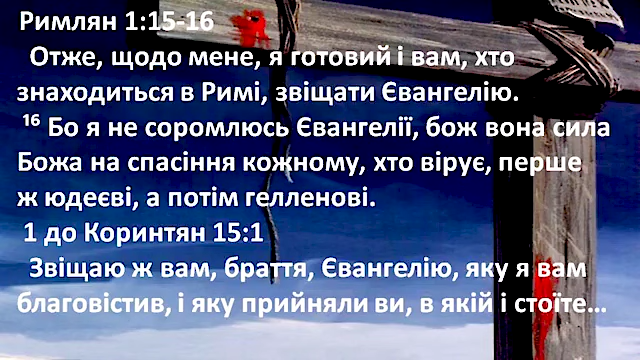 Римлян 1:15-16
Отже, щодо мене, я готовий і вам, хто
знаходиться в Римі, звіщати Євангелію.
¹⁶ Бо я не соромлюсь Євангелії, бож вона сила
Божа на спасіння кожному, хто вірує, перше
ж юдеєві, а потім гелленові.
1 до Коринтян 15:1
Звіщаю ж вам, браття, Євангелію, яку я вам
благовістив, і яку прийняли ви, в якій і стоїте…